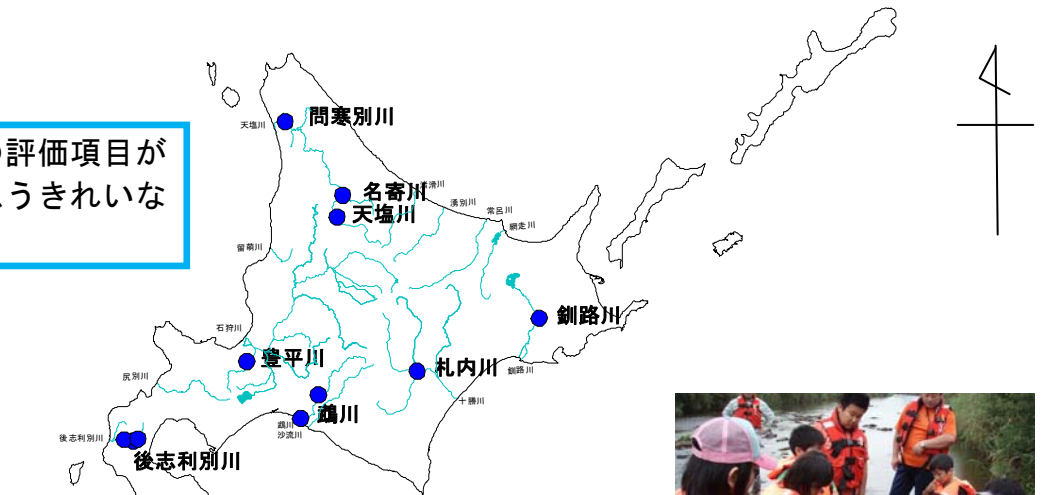 評価項目が
うきれいな
天塩川
問寒別川
名寄川
渚滑川
天塩川
湧別川
常呂川
網走川
留萌川
石狩川
豊平川
釧路川
釧路川
尻別川
札内川
十勝川
鵡川
鵡川
沙流川
後志利別川
後志利別川